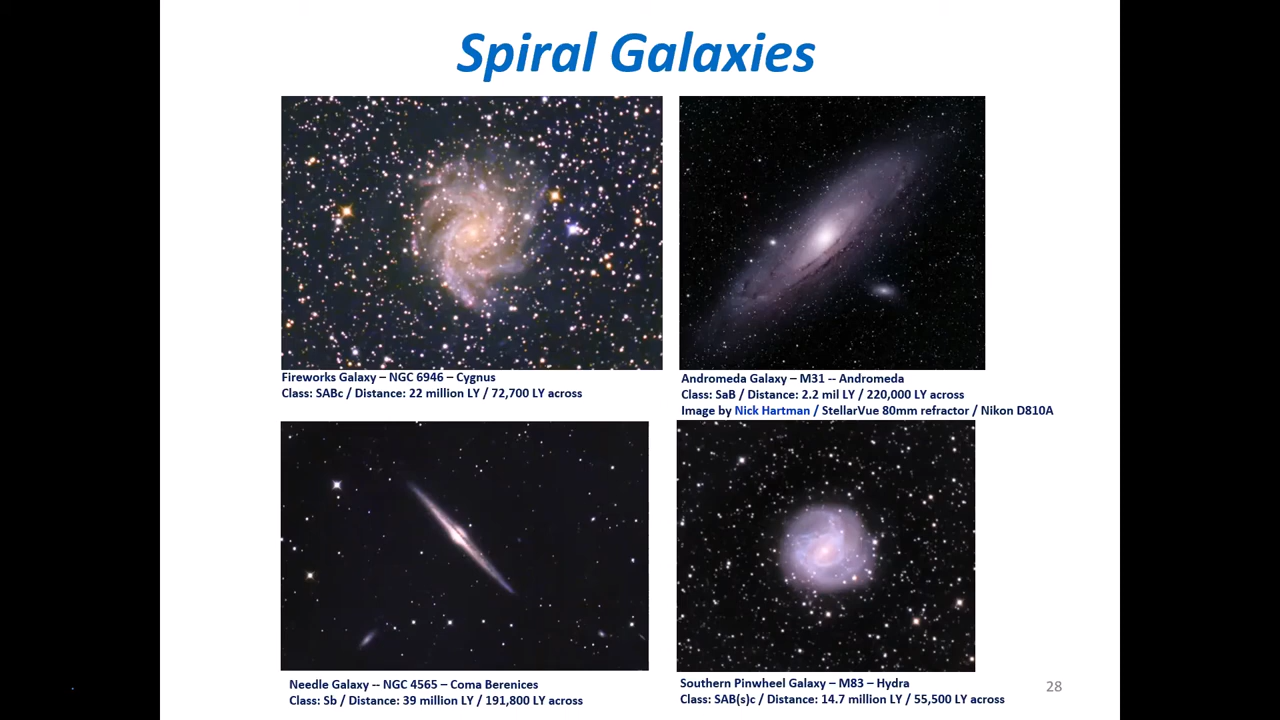 Spiral Galaxies
Fireworks Galaxy – NGC 6946 – Cygnus
Class: SABc / Distance: 22 million LY / 72,700 LY across
Andromeda Galaxy – M31 -- Andromeda
Class: SaB / Distance: 2.2 mil LY / 220,000 LY across
Image by Nick Hartman / StellarVue 80mm refractor / Nikon D810A
Needle Galaxy -- NGC 4565 – Coma Berenices
Class: Sb / Distance: 39 million LY / 191,800 LY across
Southern Pinwheel Galaxy – M83 – Hydra
Class: SAB(s)c / Distance: 14.7 million LY / 55,500 LY across
28